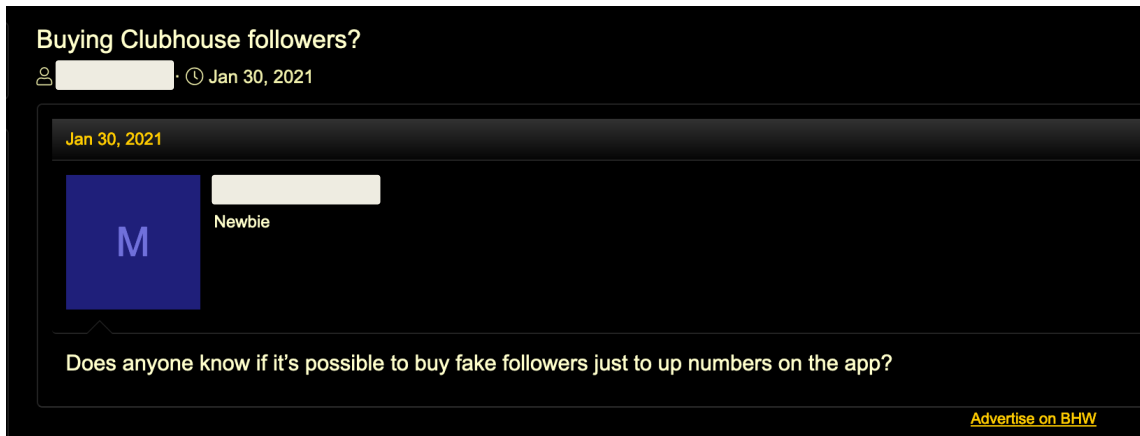 Buying Clubhouse followers?
· Jan 30, 2021
Jan 30, 2021
M
Newbie
Does anyone know if it’s possible to buy fake followers just to up numbers on the app?
Advertise on BHW